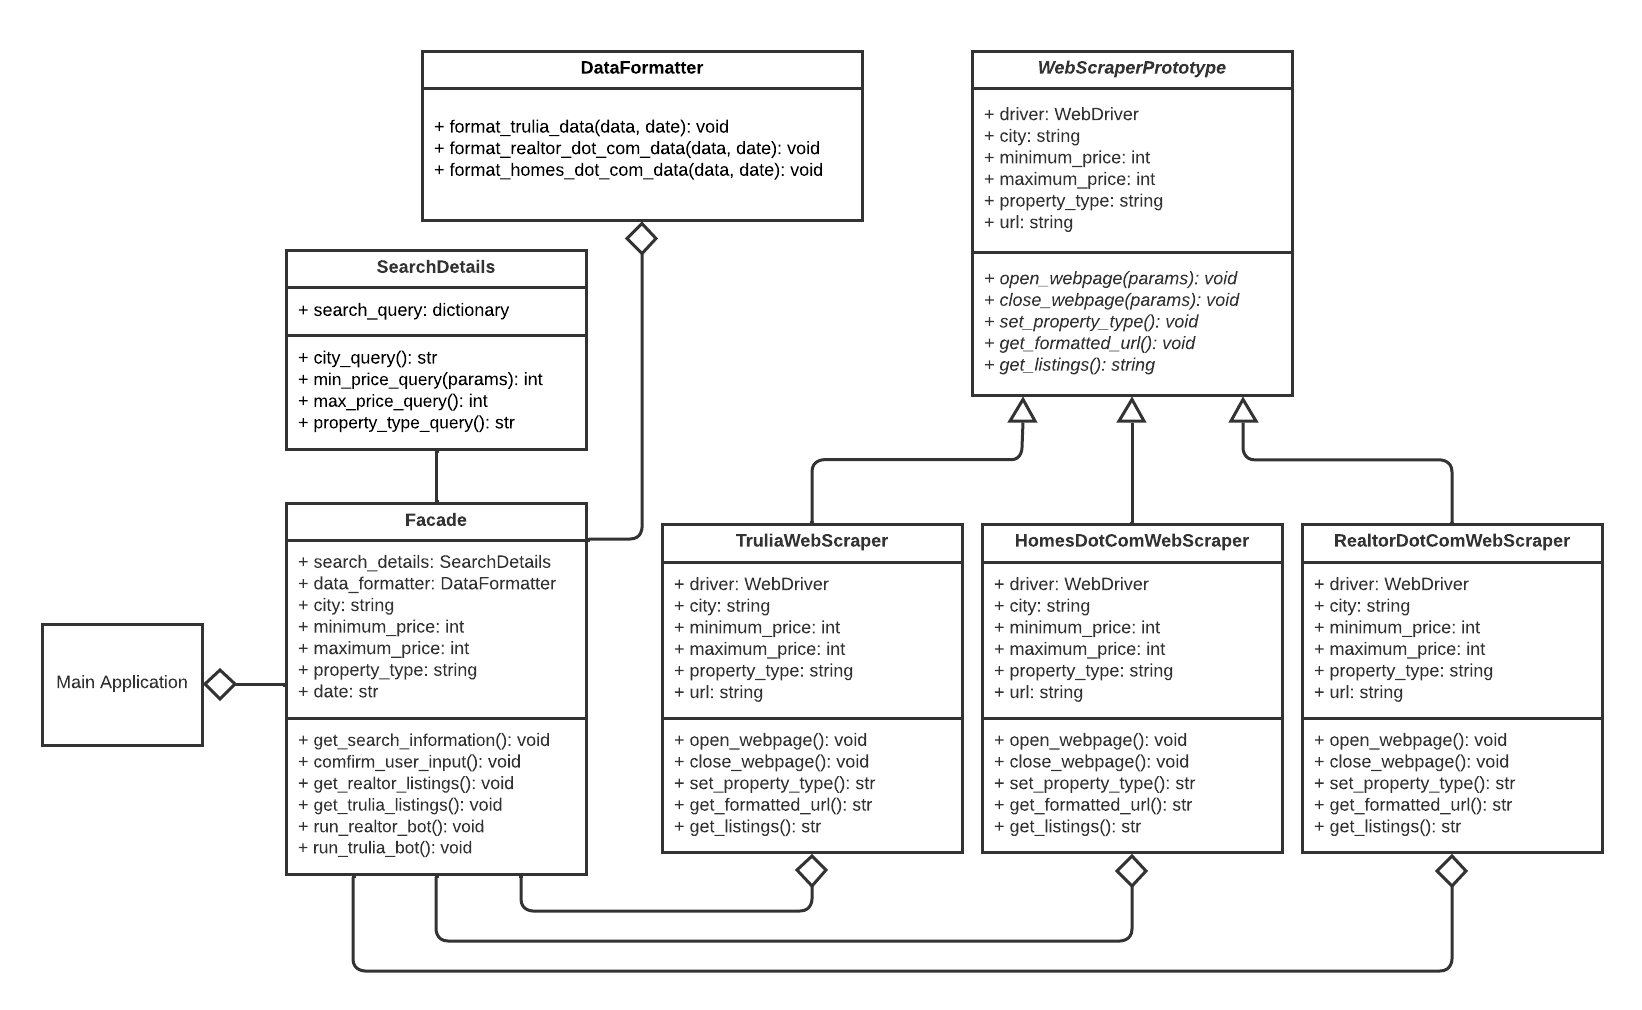 DataFormatter
+ format_trulia_data(data, date): void
+ format_realtor_dot_com_data(data, date): void
+ format_homes_dot_com_data(data, date): void
WebScraperPrototype
+ driver: WebDriver
+ city: string
+ minimum_price: int
+ maximum_price: int
+ property_type: string
+ url: string
+ open_webpage(params): void
+ close_webpage(params): void
+ set_property_type(): void
+ get_formatted_url(): void
+ get_listings(): string
SearchDetails
+ search_query: dictionary
+ city_query(): str
+ min_price_query(params): int
+ max_price_query(): int
+ property_type_query(): str
Main Application
Facade
+ search_details: SearchDetails
+ data_formatter: DataFormatter
+ city: string
+ minimum_price: int
+ maximum_price: int
+ property_type: string
+ date: str
+ get_search_information(): void
+ comfirm_user_input(): void
+ get_realtor_listings(): void
+ get_trulia_listings(): void
+ run_realtor_bot(): void
+ run_trulia_bot(): void
TruliaWebScraper
+ driver: WebDriver
+ city: string
+ minimum_price: int
+ maximum_price: int
+ property_type: string
+ url: string
+ open_webpage(): void
+ close_webpage(): void
+ set_property_type(): str
+ get_formatted_url(): str
+ get_listings(): str
HomesDotComWebScraper
+ driver: WebDriver
+ city: string
+ minimum_price: int
+ maximum_price: int
+ property_type: string
+ url: string
+ open_webpage(): void
+ close_webpage(): void
+ set_property_type(): str
+ get_formatted_url(): str
+ get_listings(): str
RealtorDotComWebScraper
+ driver: WebDriver
+ city: string
+ minimum_price: int
+ maximum_price: int
+ property_type: string
+ url: string
+ open_webpage(): void
+ close_webpage(): void
+ set_property_type(): str
+ get_formatted_url(): str
+ get_listings(): str